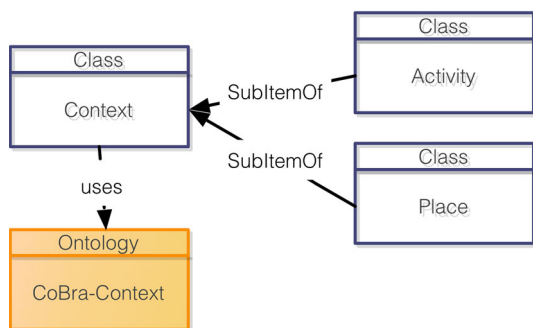 Class
Context
Class
Activity
SubItemOf
SubItemOf
Class
Place
uses
Ontology
CoBra-Context